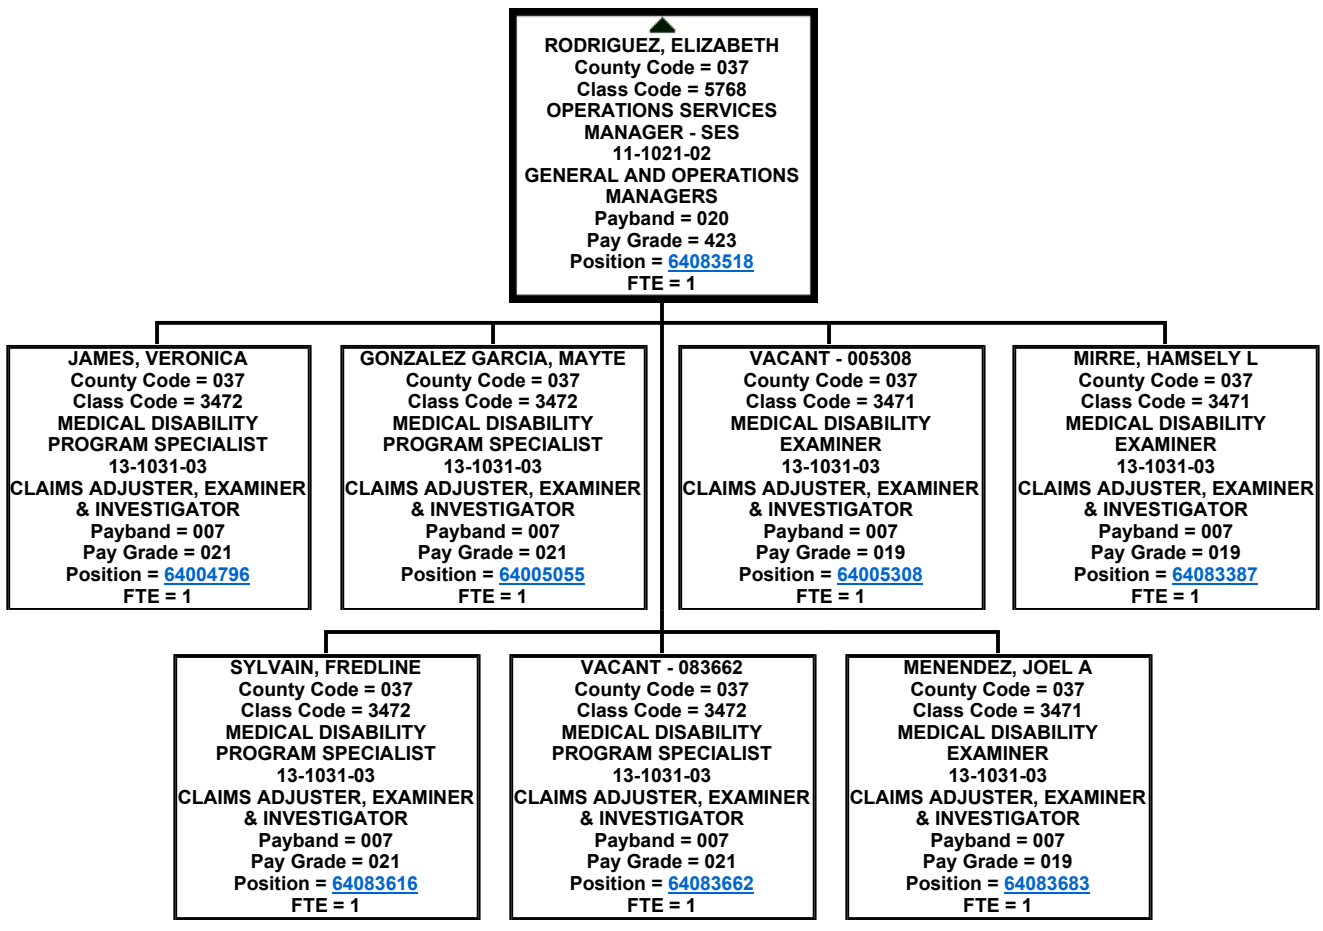 RODRIGUEZ, ELIZABETH
County Code = 037
Class Code = 5768
OPERATIONS SERVICES
MANAGER - SES
11-1021-02
GENERAL AND OPERATIONS
MANAGERS
Payband = 020
Pay Grade = 423
Position = 64083518
FTE = 1
JAMES, VERONICA
County Code = 037
Class Code = 3472
MEDICAL DISABILITY
PROGRAM SPECIALIST
13-1031-03
CLAIMS ADJUSTER, EXAMINER
& INVESTIGATOR
Payband = 007
Pay Grade = 021
Position = 64004796
FTE = 1
GONZALEZ GARCIA, MAYTE
County Code = 037
Class Code = 3472
MEDICAL DISABILITY
PROGRAM SPECIALIST
13-1031-03
CLAIMS ADJUSTER, EXAMINER
& INVESTIGATOR
Payband = 007
Pay Grade = 021
Position = 64005055
FTE = 1
VACANT - 005308
County Code = 037
Class Code = 3471
MEDICAL DISABILITY
EXAMINER
13-1031-03
CLAIMS ADJUSTER, EXAMINER
& INVESTIGATOR
Payband = 007
Pay Grade = 019
Position = 64005308
FTE = 1
MIRRE, HAMSELY L
County Code = 037
Class Code = 3471
MEDICAL DISABILITY
EXAMINER
13-1031-03
CLAIMS ADJUSTER, EXAMINER
& INVESTIGATOR
Payband = 007
Pay Grade = 019
Position = 64083387
FTE = 1
SYLVAIN, FREDLINE
County Code = 037
Class Code = 3472
MEDICAL DISABILITY
PROGRAM SPECIALIST
13-1031-03
CLAIMS ADJUSTER, EXAMINER
& INVESTIGATOR
Payband = 007
Pay Grade = 021
Position = 64083616
FTE = 1
VACANT - 083662
County Code = 037
Class Code = 3472
MEDICAL DISABILITY
PROGRAM SPECIALIST
13-1031-03
CLAIMS ADJUSTER, EXAMINER
& INVESTIGATOR
Payband = 007
Pay Grade = 021
Position = 64083662
FTE = 1
MENENDEZ, JOEL A
County Code = 037
Class Code = 3471
MEDICAL DISABILITY
EXAMINER
13-1031-03
CLAIMS ADJUSTER, EXAMINER
& INVESTIGATOR
Payband = 007
Pay Grade = 019
Position = 64083683
FTE = 1